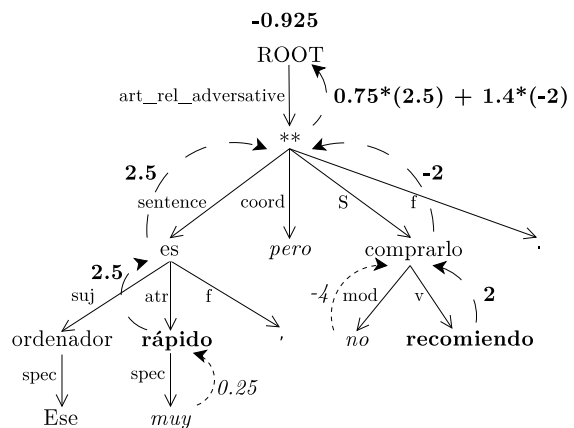 -0.925
ROOT
art_rel_adversative
0.75*(2.5) + 1.4*(-2)
**
2.5
-2
sentence
coord
S
f
es
pero
comprarlo
.
2.5
suj
atr
f
-4
mod
v
2
ordenador
rápido
,
no
recomiendo
spec
spec
0.25
Ese
muy